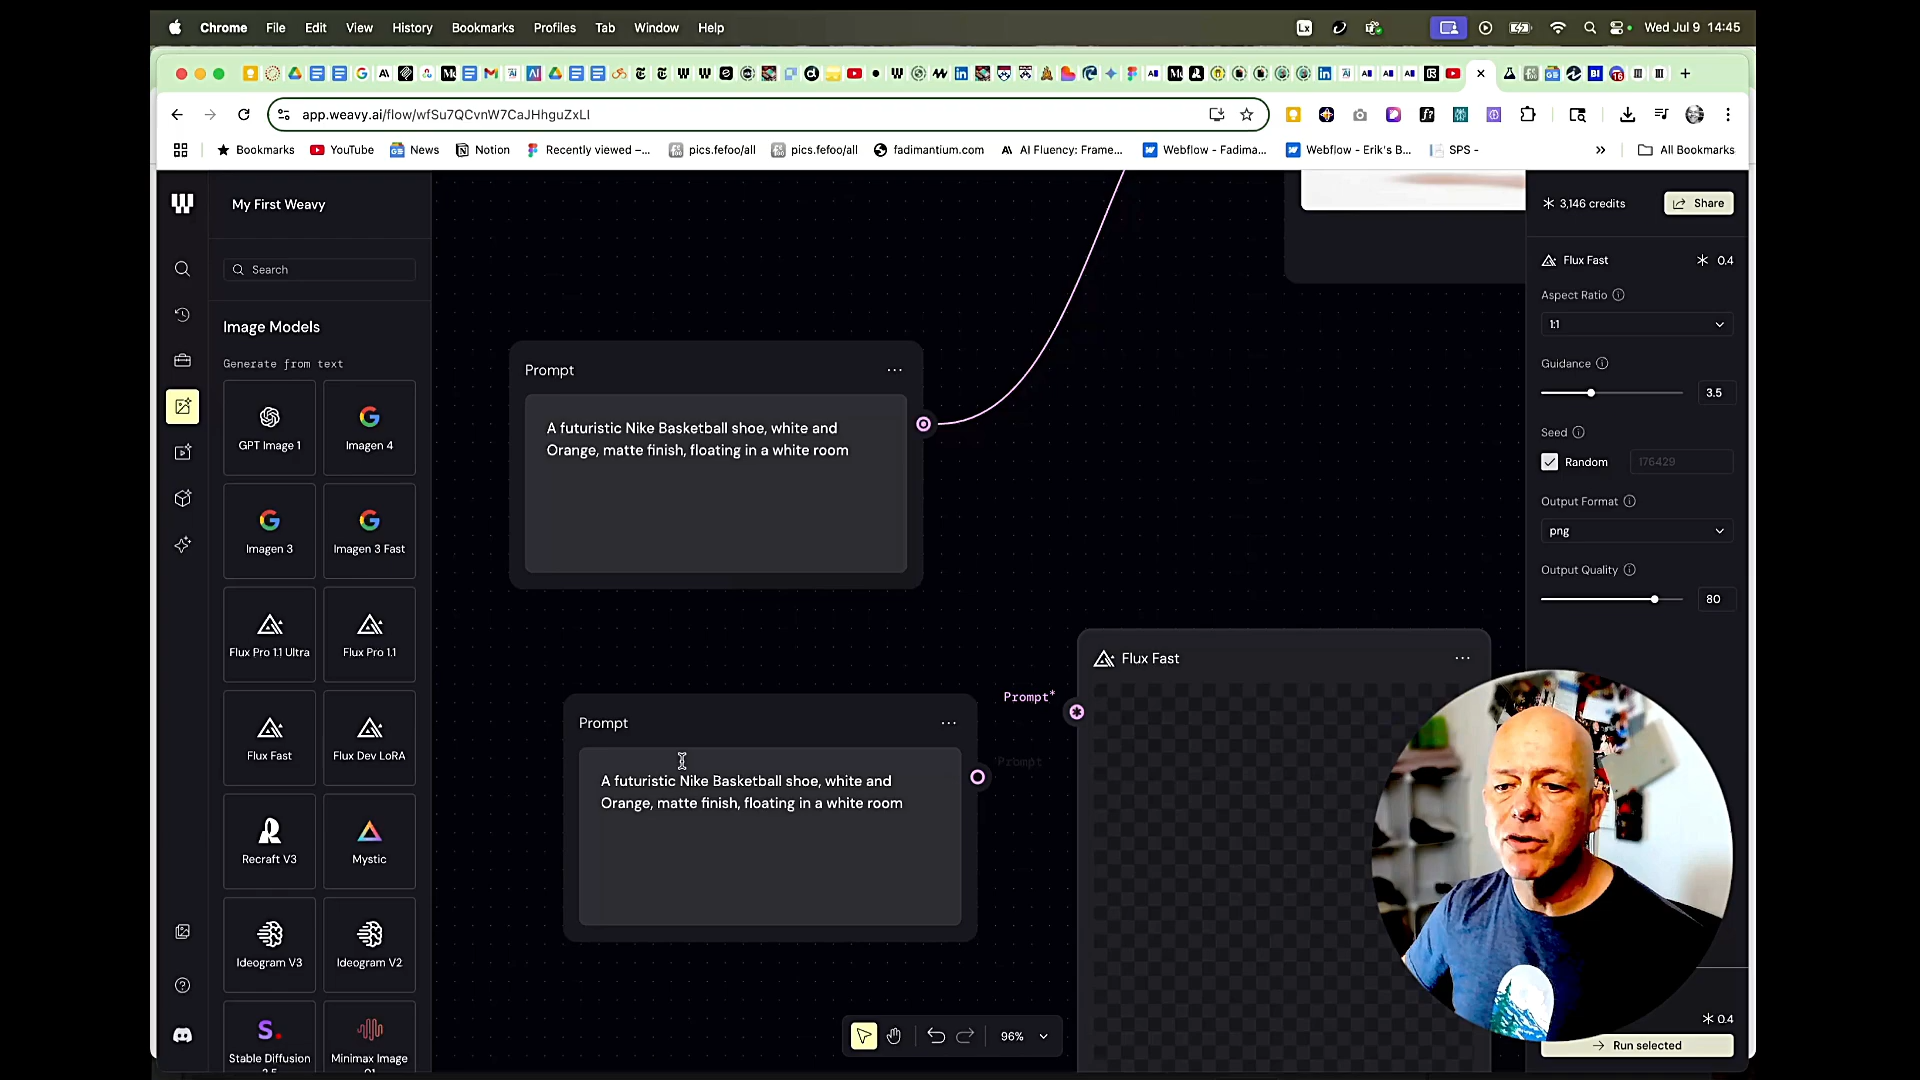 Chrome File Edit View History Bookmarks Profiles Tab Window Help
Lx
Wed Jul 9 14:45
app.weavy.ai/flow/wfSu7QCvnW7CaJHhguZxLI
Bookmarks YouTube News Notion Recently viewed –... pics.fefoo/all pics.fefoo/all fadimantium.com AI Fluency: Frame... Webflow - Fadima... Webflow - Erik's B... SPS - All Bookmarks
My First Weavy
3,146 credits
Share
Search
Image Models
Generate from text
GPT Image 1
Imagen 4
Imagen 3
Imagen 3 Fast
Flux Pro 1.1 Ultra
Flux Pro 1.1
Flux Fast
Flux Dev LoRA
Recraft V3
Mystic
Ideogram V3
Ideogram V2
Stable Diffusion
Minimax Image
Prompt
A futuristic Nike Basketball shoe, white and
Orange, matte finish, floating in a white room
Prompt
A futuristic Nike Basketball shoe, white and
Orange, matte finish, floating in a white room
Prompt*
Prompt
Flux Fast
96%
Flux Fast
0.4
Aspect Ratio
1:1
Guidance
3.5
Seed
Random
176429
Output Format
png
Output Quality
80
0.4
Run selected